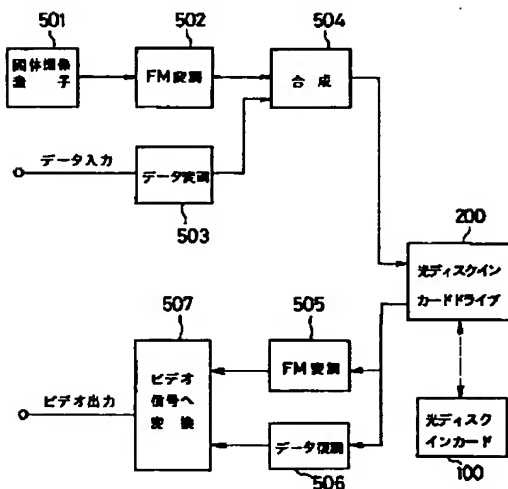 501
502
504
固体撮像
素子
FM変調
合成
データ入力
データ変調
503
200
光ディスクイン
カードドライブ
507
505
ビデオ
信号へ
変換
FM変調
ビデオ出力
データ復調
506
光ディスク
インカード
100